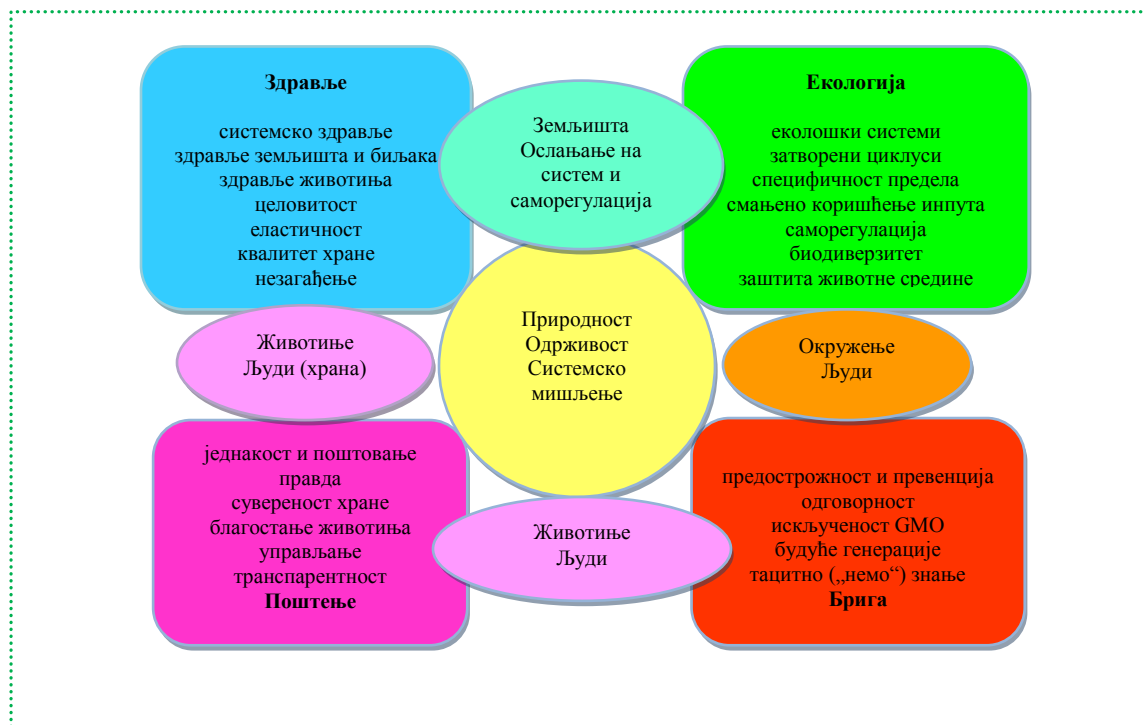 Здравље
системско здравље
здравље земљишта и биљака
здравље животиња
целовитост
еластичност
квалитет хране
незагађење
Земљишта
Ослањање на
систем и
саморегулација
Екологија
еколошки системи
затворени циклуси
специфичност предела
смањено коришћење инпута
саморегулација
биодиверзитет
заштита животне средине
Животиње
Људи (храна)
Природност
Одрживост
Системско
мишљење
Окружење
Људи
једнакост и поштовање
правда
сувереност хране
благостање животиња
управљање
транспарентност
Поштење
Животиње
Људи
предострожност и превенција
одговорност
искљученост GMO
будуће генерације
тацитно („немо“) знање
Брига